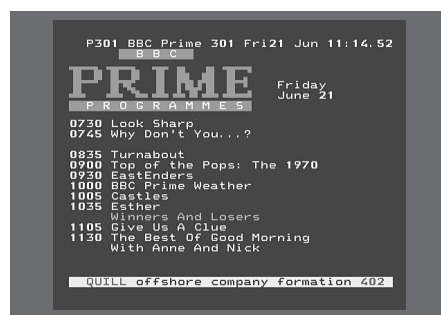 P301 BBC Prime 301 Fri21 Jun 11:14.52
BBC
PRIME
Friday
June 21
PROGRAMMES
0730 Look Sharp
0745 Why Don't You...?
0835 Turnabout
0900 Top of the Pops: The 1970
0930 EastEnders
1000 BBC Prime Weather
1005 Castles
1035 Esther
Winners And Losers
1105 Give Us A Clue
1130 The Best Of Good Morning
With Anne And Nick
QUILL offshore company formation 402